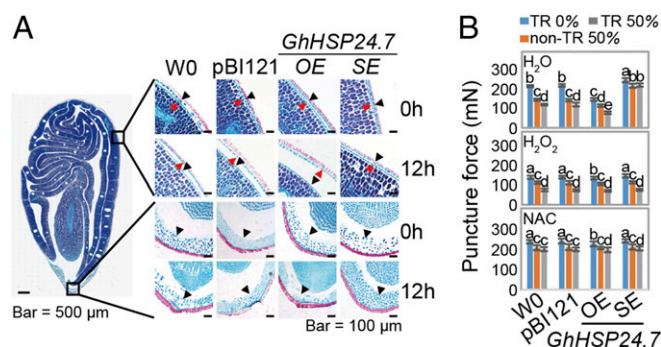 A
GhHSP24.7
W0 pBI121 OE SE
0h
12h
0h
12h
Bar = 500 μm
Bar = 100 μm
B
TR 0% TR 50%
non-TR 50%
Puncture force (mN)
H₂O
300
200
100
0
b c d b c d b c e a b b
H₂O₂
300
200
100
0
a c d a c d b c d a c d
NAC
300
200
100
0
a c c a c c b c d a c c
W0
pBI121
OE
SE
GhHSP24.7